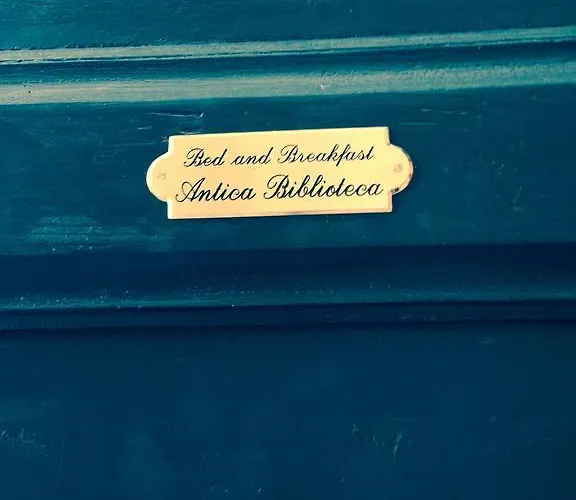 Bed and Breakfast
Antica Biblioteca